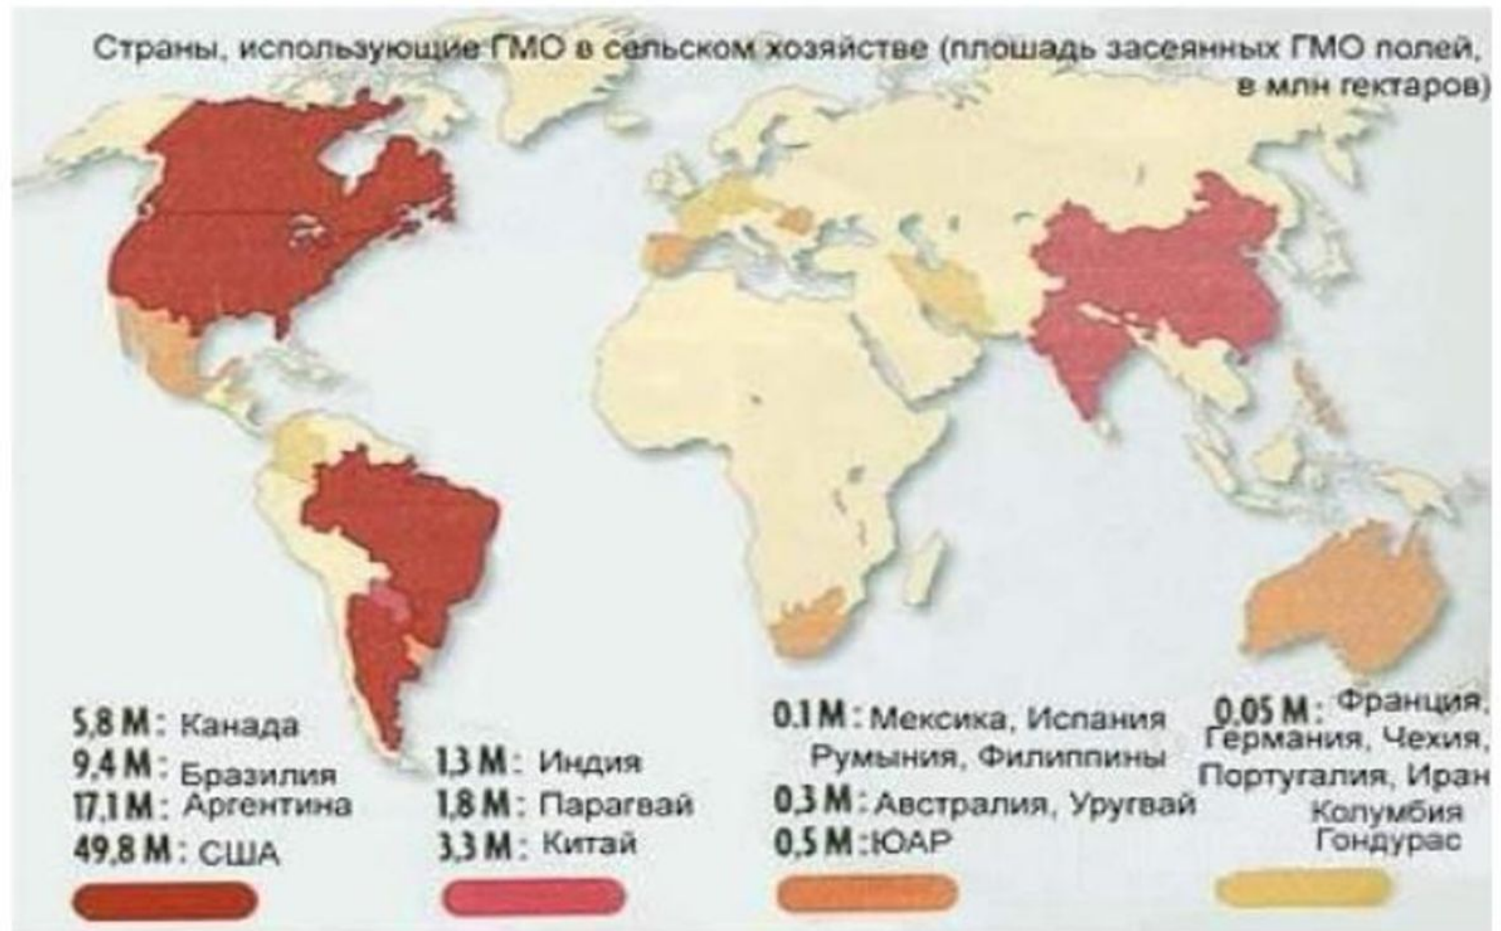 Страны, использующие ГМО в сельском хозяйстве (плошадь засеянных ГМО полей,
в млн гектаров)
5,8 M: Канада
9,4 M: Бразилия
17,1 M: Аргентина
49,8 M: США
1,3 M: Индия
1,8 M: Парагвай
3,3 M: Китай
0.1 M: Мексика, Испания
Румыния, Филиппины
0,3 M: Австралия, Уругвай
0,5 M:ЮАР
0,05 M: Франция,
Германия, Чехия,
Португалия, Иран
Колумбия
Гондурас